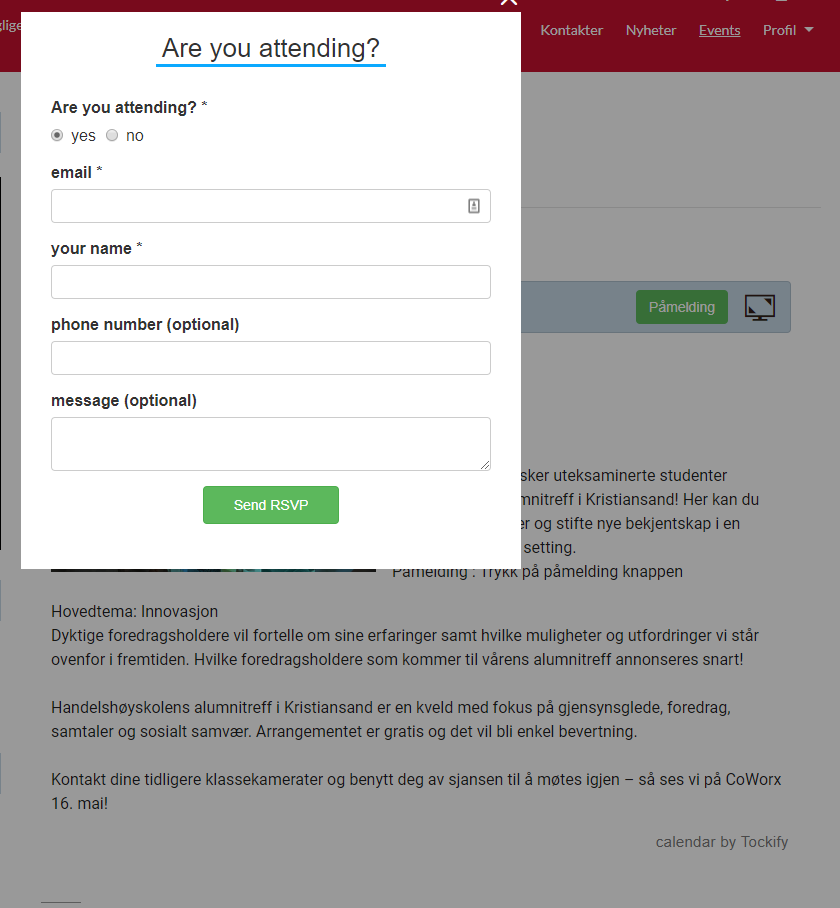 Kontakter Nyheter Events Profil
Are you attending?
Are you attending? *
yes no
email *
your name *
phone number (optional)
message (optional)
Send RSVP
Påmelding
sker uteksaminerte studenter
mnitreff i Kristiansand! Her kan du
er og stifte nye bekjentskap i en
setting.
Påmelding : Trykk på påmelding knappen
Hovedtema: Innovasjon
Dyktige foredragsholdere vil fortelle om sine erfaringer samt hvilke muligheter og utfordringer vi står
ovenfor i fremtiden. Hvilke foredragsholdere som kommer til vårens alumnitreff annonseres snart!
Handelshøyskolens alumnitreff i Kristiansand er en kveld med fokus på gjensynsglede, foredrag,
samtaler og sosialt samvær. Arrangementet er gratis og det vil bli enkel bevertning.
Kontakt dine tidligere klassekamerater og benytt deg av sjansen til å møtes igjen – så ses vi på CoWorx
16. mai!
calendar by Tockify